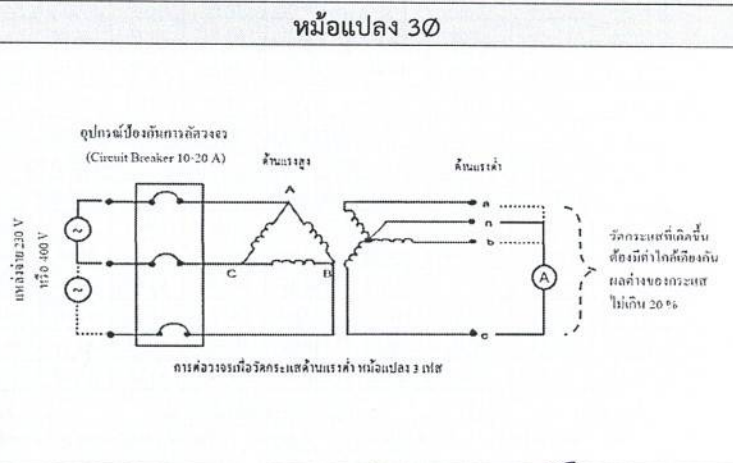 หม้อแปลง 3Ø
อุปกรณ์ป้องกันการลัดวงจร
(Circuit Breaker 10-20 A)
ด้านแรงสูง
ด้านแรงต่ำ
A
a
n
b
C
B
A
c
แหล่งจ่าย 230 V
หรือ 400 V
วัดกระแสที่เกิดขึ้น
ต้องมีค่าใกล้เคียงกัน
ผลต่างของกระแส
ไม่เกิน 20 %
การต่อวงจรเพื่อวัดกระแสด้านแรงต่ำ หม้อแปลง 3 เฟส